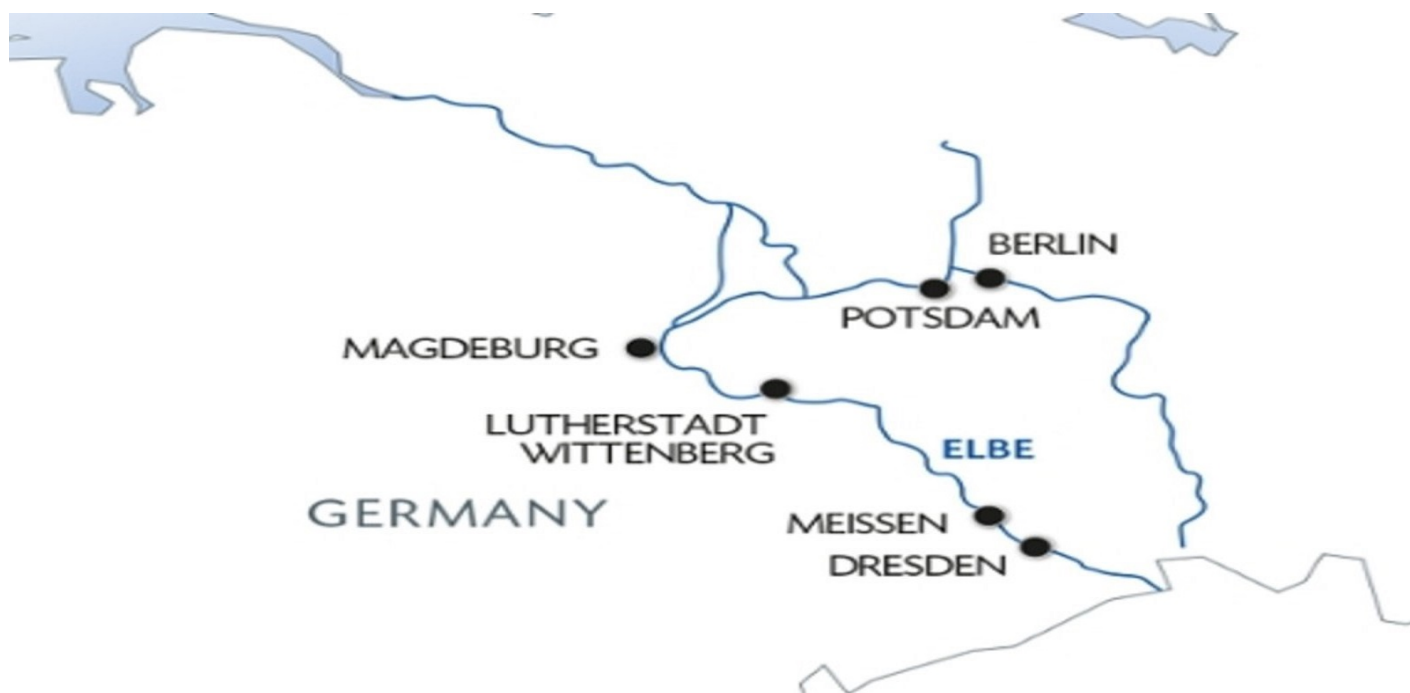 BERLIN
POTSDAM
MAGDEBURG
LUTHERSTADT
WITTENBERG
ELBE
GERMANY
MEISSEN
DRESDEN